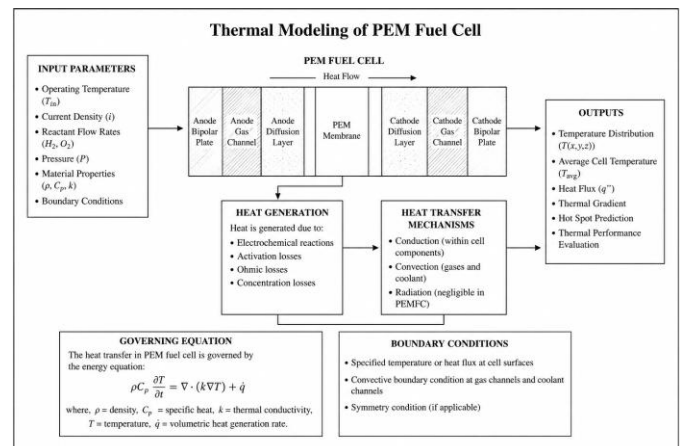 Thermal Modeling of PEM Fuel Cell
INPUT PARAMETERS
• Operating Temperature
(T_in)
• Current Density (i)
• Reactant Flow Rates
(H₂, O₂)
• Pressure (P)
• Material Properties
(ρ, C_p, k)
• Boundary Conditions
PEM FUEL CELL
Heat Flow
Anode
Bipolar
Plate
Anode
Gas
Channel
Anode
Diffusion
Layer
PEM
Membrane
Cathode
Diffusion
Layer
Cathode
Gas
Channel
Cathode
Bipolar
Plate
OUTPUTS
• Temperature Distribution
(T(x,y,z))
• Average Cell Temperature
(T_avg)
• Heat Flux (q″)
• Thermal Gradient
• Hot Spot Prediction
• Thermal Performance
Evaluation
HEAT GENERATION
Heat is generated due to:
• Electrochemical reactions
• Activation losses
• Ohmic losses
• Concentration losses
HEAT TRANSFER
MECHANISMS
• Conduction (within cell
components)
• Convection (gases and
coolant)
• Radiation (negligible in
PEMFC)
GOVERNING EQUATION
The heat transfer in PEM fuel cell is governed by
the energy equation:
ρC_p ∂T/∂t = ∇ · (k∇T) + q̇
where, ρ = density, C_p = specific heat, k = thermal conductivity,
T = temperature, q̇ = volumetric heat generation rate.
BOUNDARY CONDITIONS
• Specified temperature or heat flux at cell surfaces
• Convective boundary condition at gas channels and coolant
channels
• Symmetry condition (if applicable)